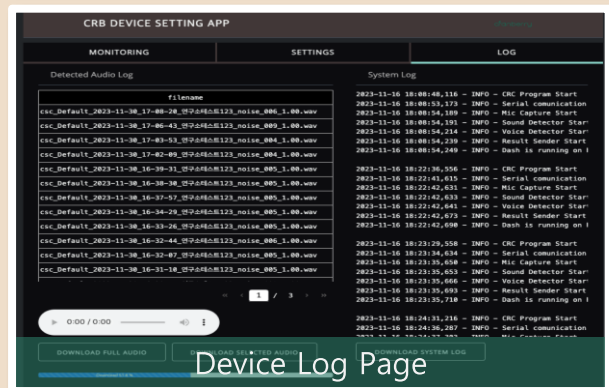 CRB DEVICE SETTING APP
MONITORING
SETTINGS
LOG
Detected Audio Log
filename
csc_Default_2023-11-30_17-08-20_연구소테스트123_noise_006_1.00.wav
csc_Default_2023-11-30_17-06-43_연구소테스트123_noise_009_1.00.wav
csc_Default_2023-11-30_17-03-53_연구소테스트123_noise_004_1.00.wav
csc_Default_2023-11-30_17-02-09_연구소테스트123_noise_004_1.00.wav
csc_Default_2023-11-30_16-39-31_연구소테스트123_noise_005_1.00.wav
csc_Default_2023-11-30_16-38-30_연구소테스트123_noise_005_1.00.wav
csc_Default_2023-11-30_16-37-57_연구소테스트123_noise_005_1.00.wav
csc_Default_2023-11-30_16-34-29_연구소테스트123_noise_005_1.00.wav
csc_Default_2023-11-30_16-33-26_연구소테스트123_noise_005_1.00.wav
csc_Default_2023-11-30_16-32-44_연구소테스트123_noise_006_1.00.wav
csc_Default_2023-11-30_16-32-07_연구소테스트123_noise_005_1.00.wav
csc_Default_2023-11-30_16-31-10_연구소테스트123_noise_005_1.00.wav
« ‹ 1 / 3 › »
0:00 / 0:00
DOWNLOAD FULL AUDIO
DOWNLOAD SELECTED AUDIO
System Log
2023-11-16 18:08:48,116 - INFO - CRC Program Start
2023-11-16 18:08:53,173 - INFO - Serial comunication
2023-11-16 18:08:54,189 - INFO - Mic Capture Start
2023-11-16 18:08:54,191 - INFO - Sound Detector Star
2023-11-16 18:08:54,214 - INFO - Voice Detector Star
2023-11-16 18:08:54,239 - INFO - Result Sender Start
2023-11-16 18:08:54,249 - INFO - Dash is running on
2023-11-16 18:22:36,556 - INFO - CRC Program Start
2023-11-16 18:22:41,615 - INFO - Serial comunication
2023-11-16 18:22:42,631 - INFO - Mic Capture Start
2023-11-16 18:22:42,633 - INFO - Sound Detector Star
2023-11-16 18:22:42,641 - INFO - Voice Detector Star
2023-11-16 18:22:42,673 - INFO - Result Sender Start
2023-11-16 18:22:42,690 - INFO - Dash is running on
2023-11-16 18:23:29,558 - INFO - CRC Program Start
2023-11-16 18:23:34,634 - INFO - Serial comunication
2023-11-16 18:23:35,650 - INFO - Mic Capture Start
2023-11-16 18:23:35,653 - INFO - Sound Detector Star
2023-11-16 18:23:35,666 - INFO - Voice Detector Star
2023-11-16 18:23:35,693 - INFO - Result Sender Start
2023-11-16 18:23:35,710 - INFO - Dash is running on
2023-11-16 18:24:31,216 - INFO - CRC Program Start
2023-11-16 18:24:36,287 - INFO - Serial comunication
DOWNLOAD SYSTEM LOG
Device Log Page